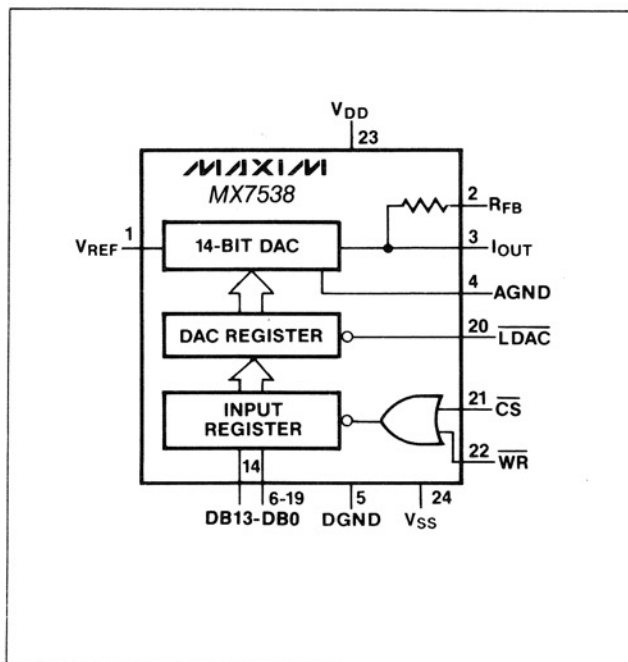 VDD
23
MAXIM
MX7538
2 RFB
1
VREF
14-BIT DAC
3 IOUT
4 AGND
DAC REGISTER
20 LDAC
INPUT
REGISTER
21 CS
22 WR
14
6-19
5
24
DB13-DB0
DGND
VSS